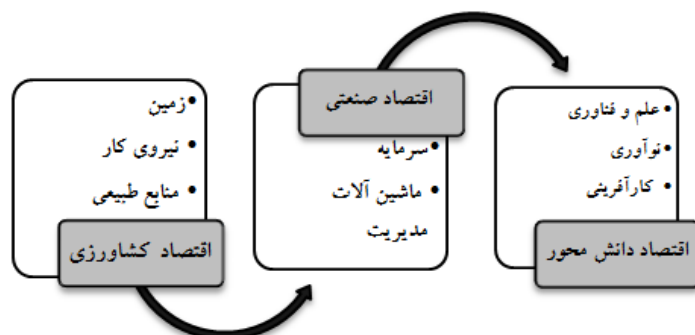 زمین
نیروی کار
منابع طبیعی
اقتصاد کشاورزی
اقتصاد صنعتی
سرمایه
ماشین آلات
مدیریت
علم و فناوری
نوآوری
کارآفرینی
اقتصاد دانش محور